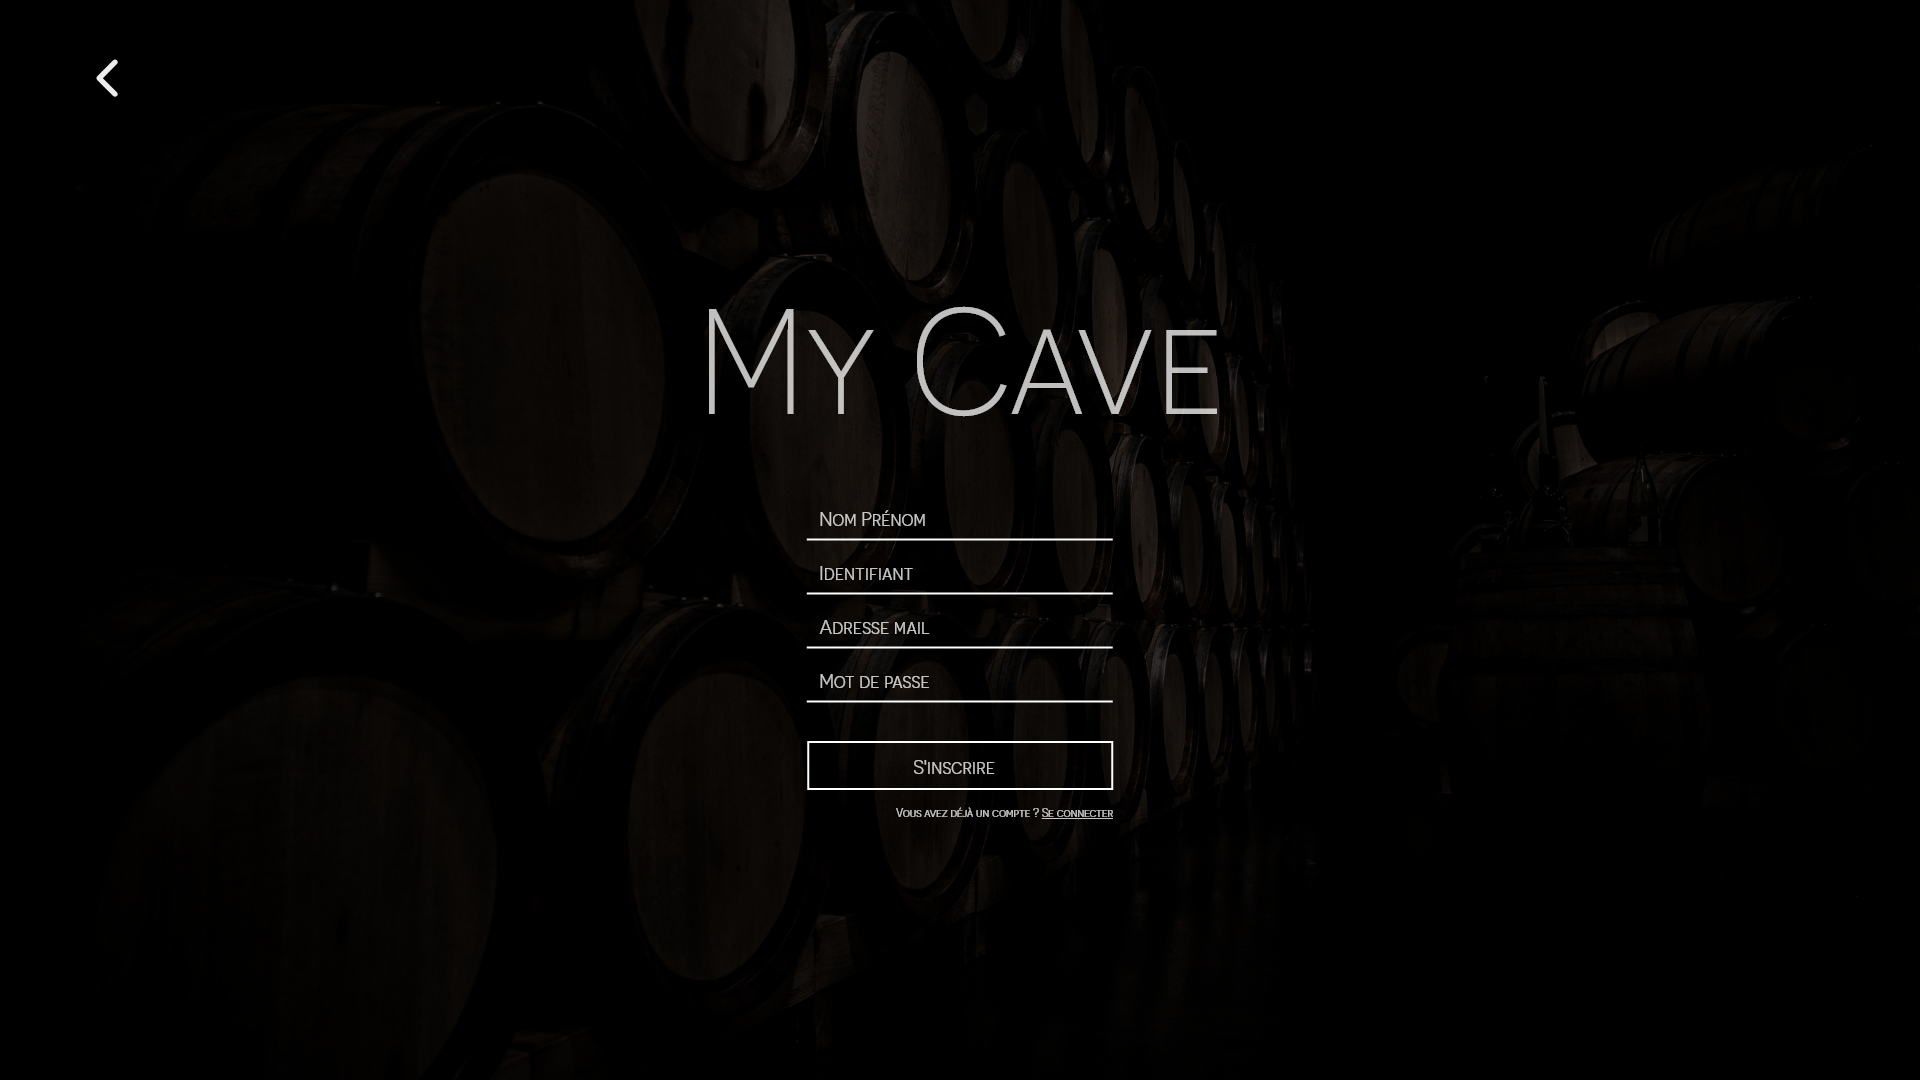 My Cave
Nom Prénom
Identifiant
Adresse mail
Mot de passe
S'inscrire
Vous avez déjà un compte ? Se connecter